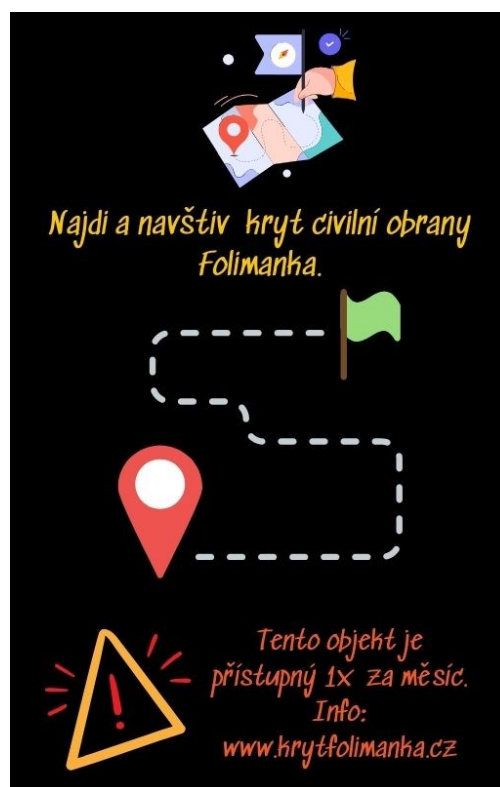 Najdi a navštiv kryt civilní obrany
Folimanka.
Tento objekt je
přístupný 1x za měsíc.
Info:
www.krytfolimanka.cz